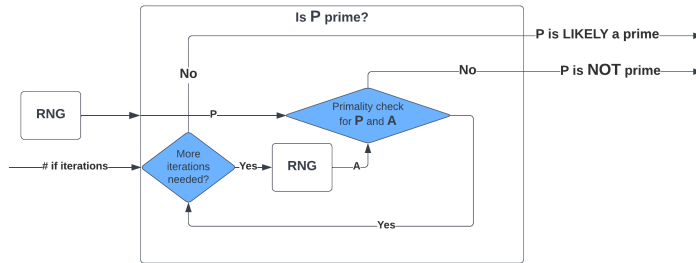 Is P prime?
P is LIKELY a prime
No
No
P is NOT prime
RNG
P
Primality check
for P and A
# if iterations
More
iterations
needed?
Yes
RNG
A
Yes